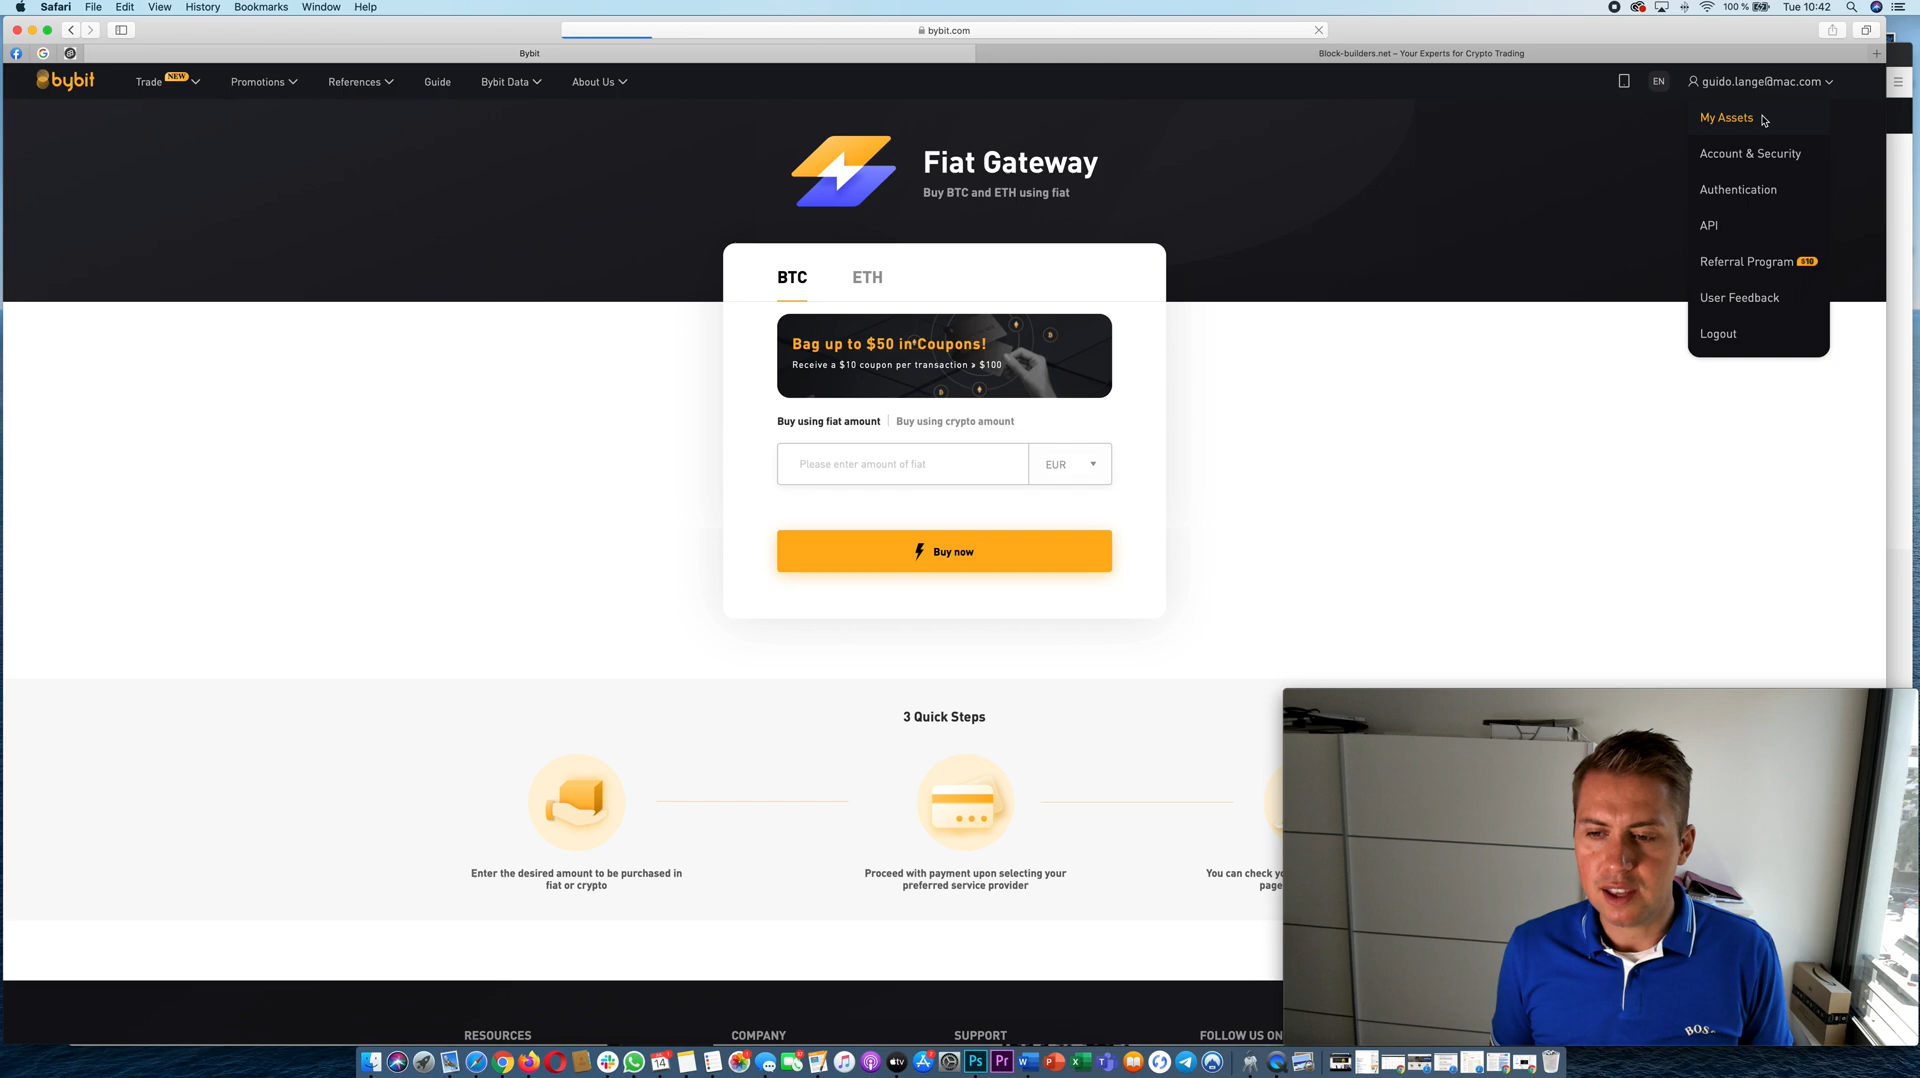 Safari File Edit View History Bookmarks Window Help
100 % Tue 10:42
bybit.com
Bybit
Block-builders.net – Your Experts for Crypto Trading
bybit
Trade NEW Promotions References Guide Bybit Data About Us
EN guido.lange@mac.com
My Assets
Account & Security
Authentication
API
Referral Program $10
User Feedback
Logout
Fiat Gateway
Buy BTC and ETH using fiat
BTC ETH
Bag up to $50 in Coupons!
Receive a $10 coupon per transaction ≥ $100
Buy using fiat amount Buy using crypto amount
Please enter amount of fiat EUR
Buy now
3 Quick Steps
Enter the desired amount to be purchased in
fiat or crypto
Proceed with payment upon selecting your
preferred service provider
You can check
page
RESOURCES COMPANY SUPPORT FOLLOW US ON
BOSS